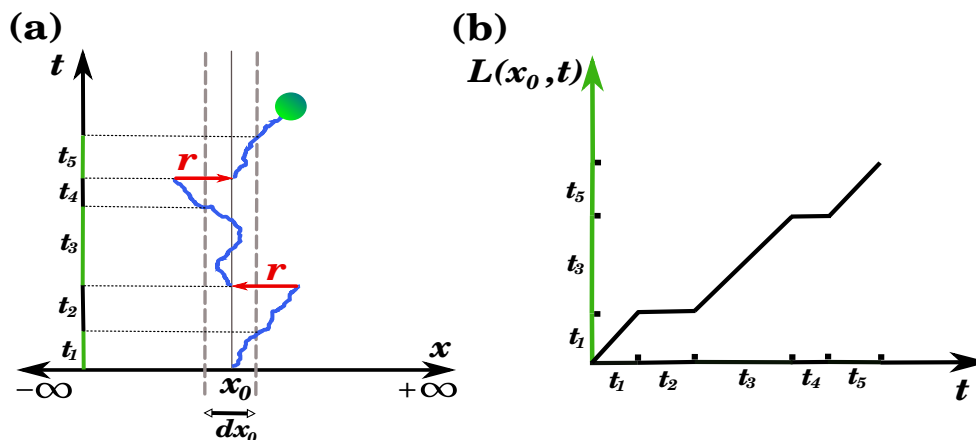 (a)
t
t₅
t₄
t₃
t₂
t₁
r
r
x
−∞
x₀
+∞
dx₀
(b)
L(x₀,t)
t₅
t₃
t₁
t₁ t₂ t₃ t₄ t₅
t